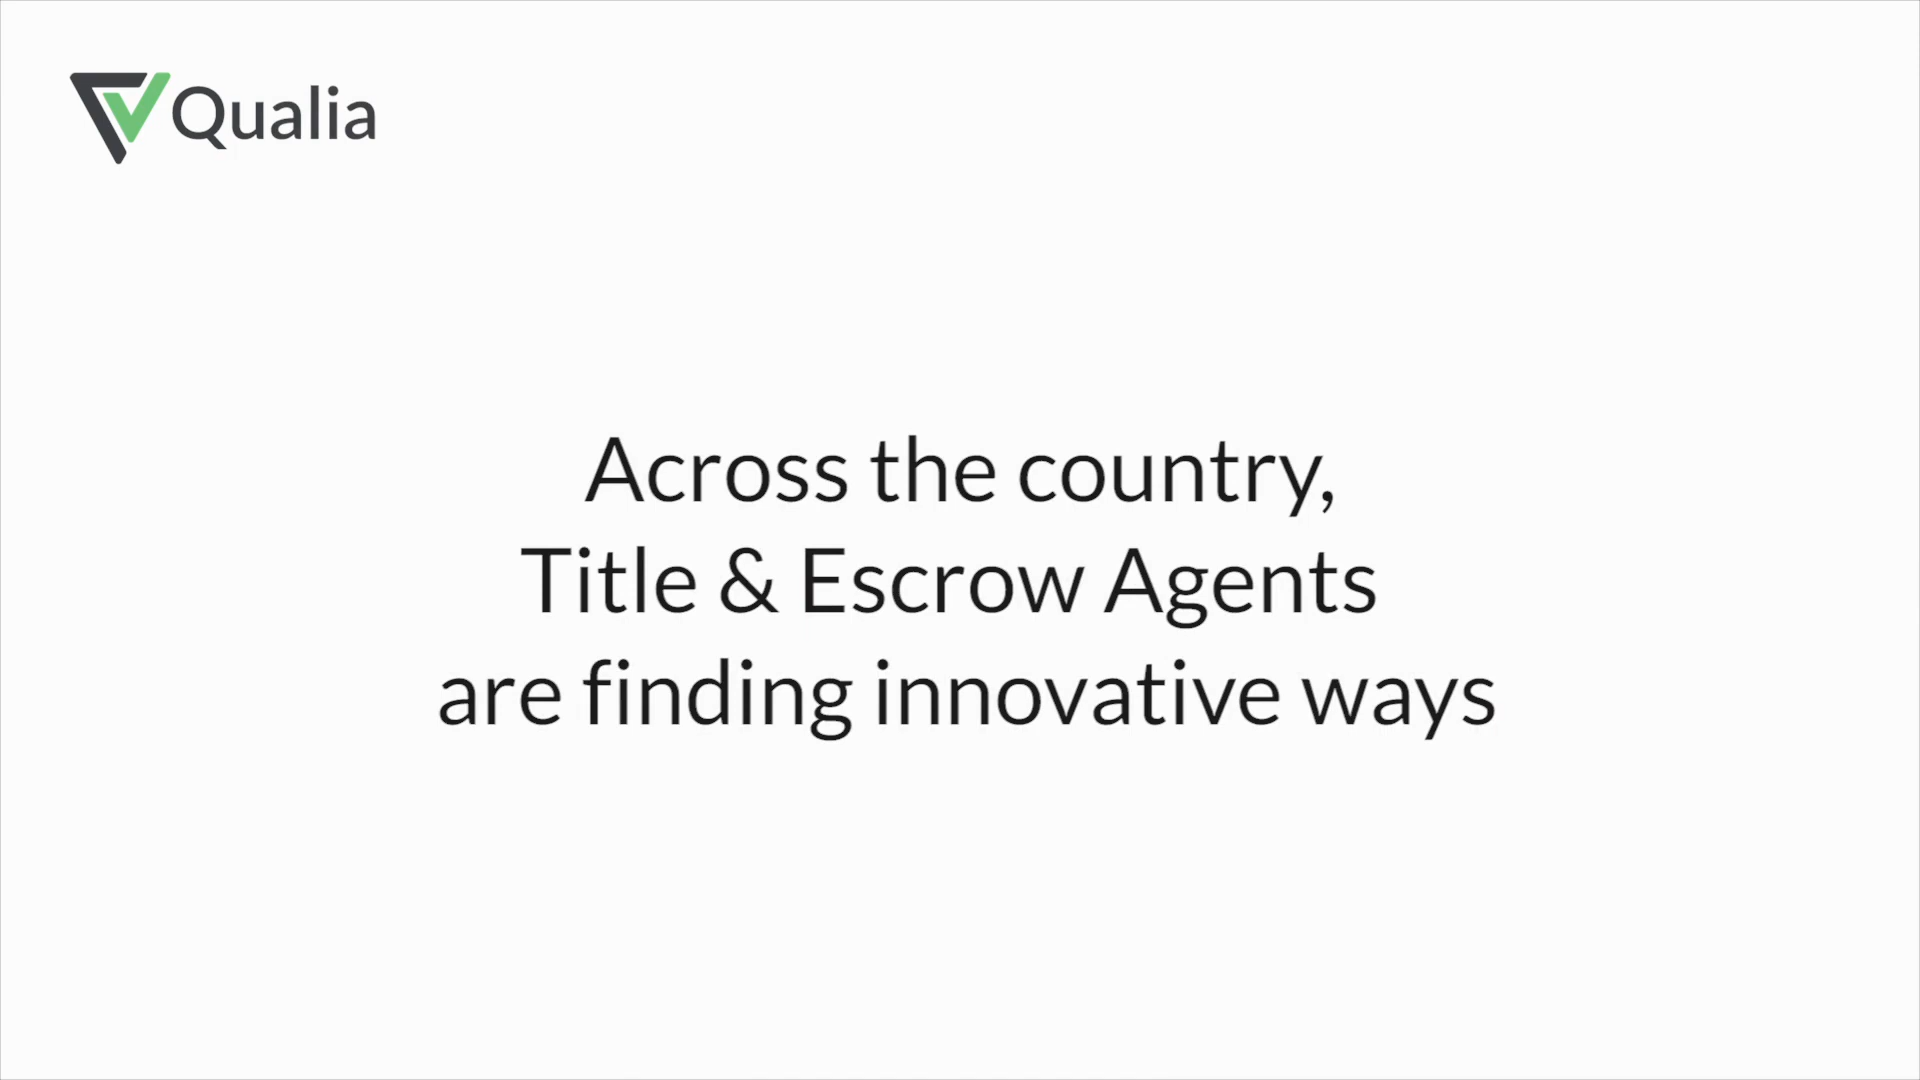 Qualia
Across the country,
Title & Escrow Agents
are finding innovative ways